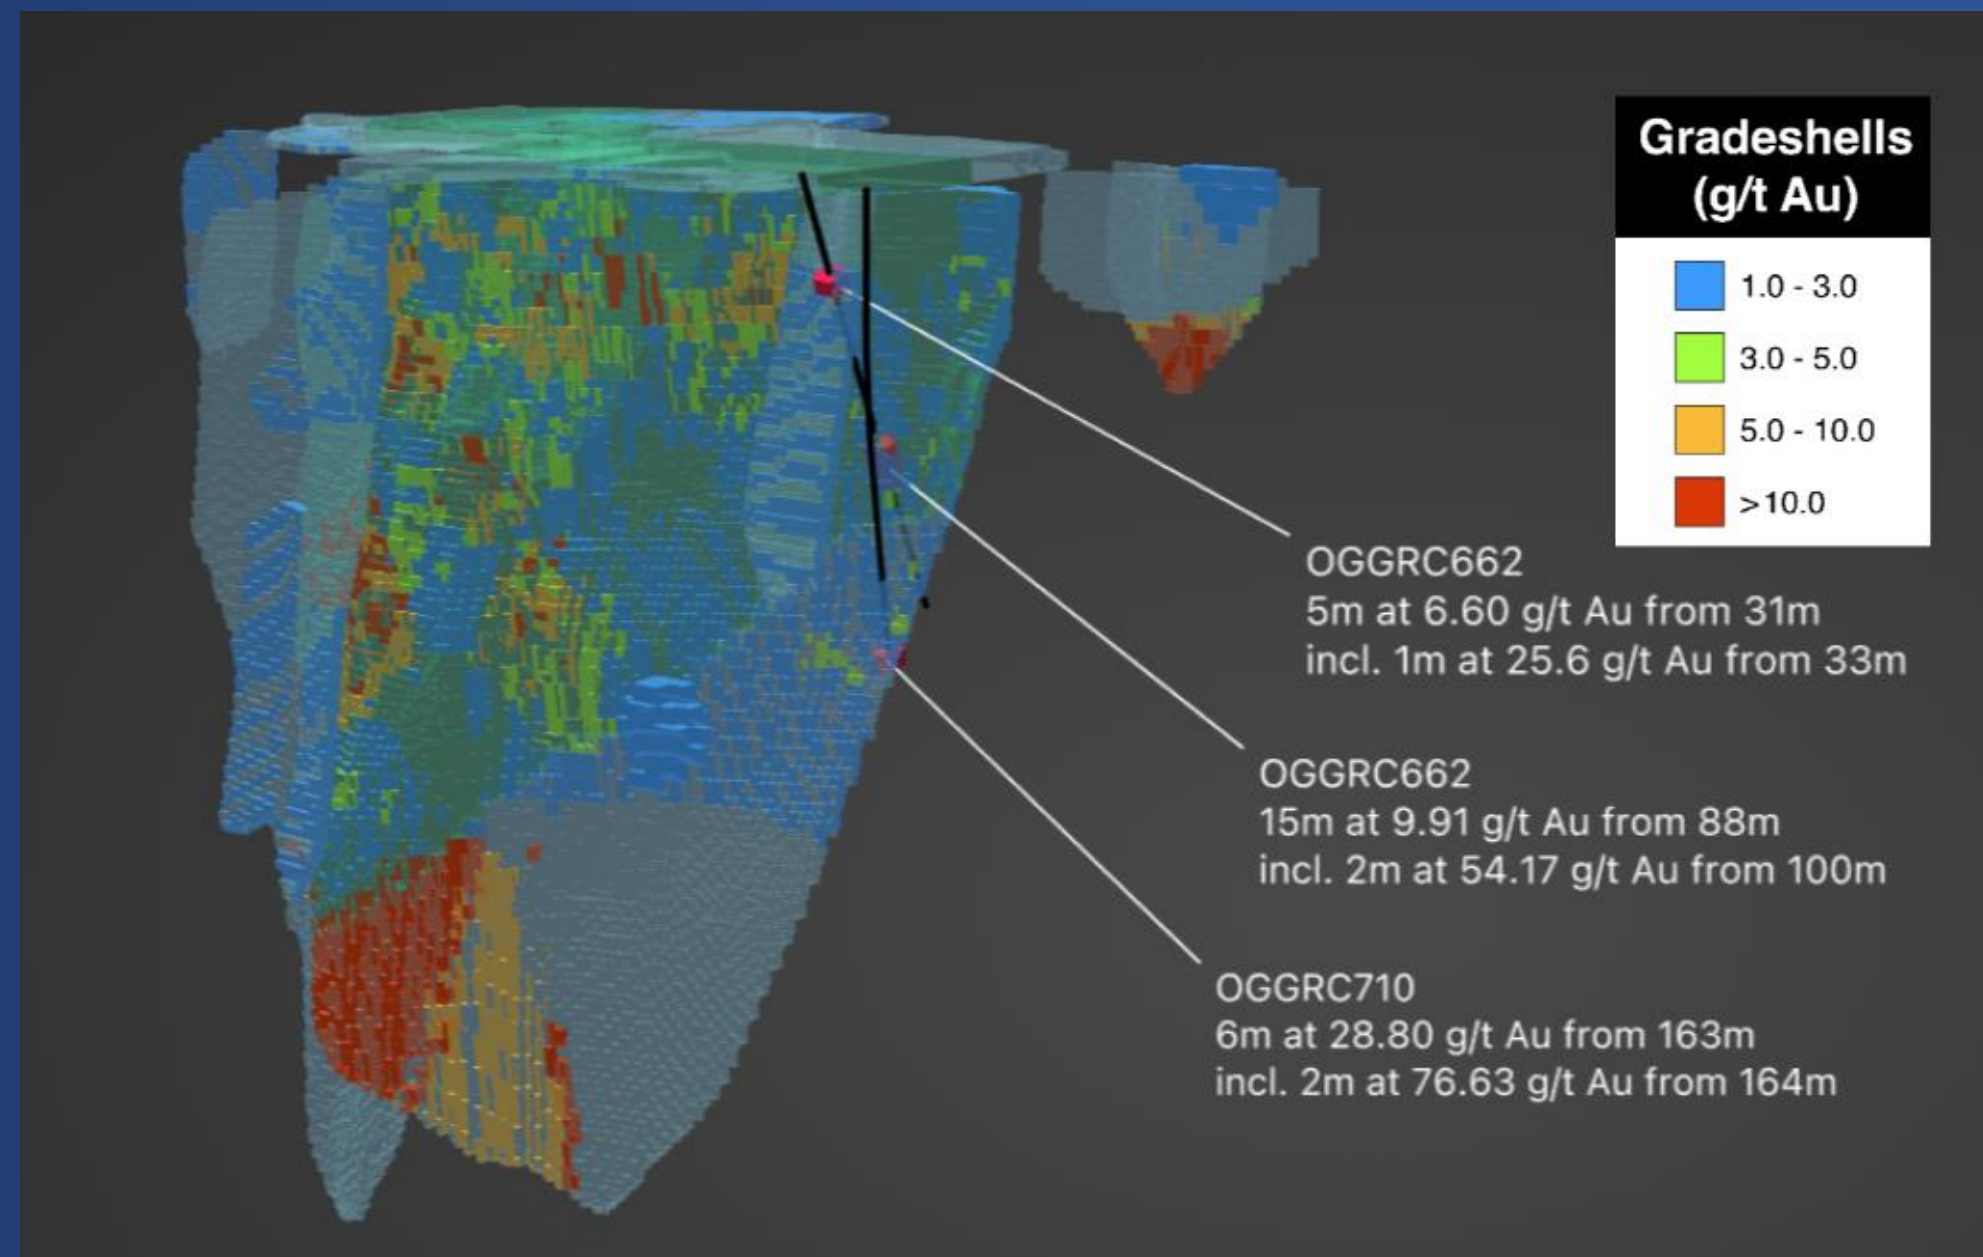 Gradeshells
(g/t Au)
1.0 - 3.0
3.0 - 5.0
5.0 - 10.0
>10.0
OGGRC662
5m at 6.60 g/t Au from 31m
incl. 1m at 25.6 g/t Au from 33m
OGGRC662
15m at 9.91 g/t Au from 88m
incl. 2m at 54.17 g/t Au from 100m
OGGRC710
6m at 28.80 g/t Au from 163m
incl. 2m at 76.63 g/t Au from 164m